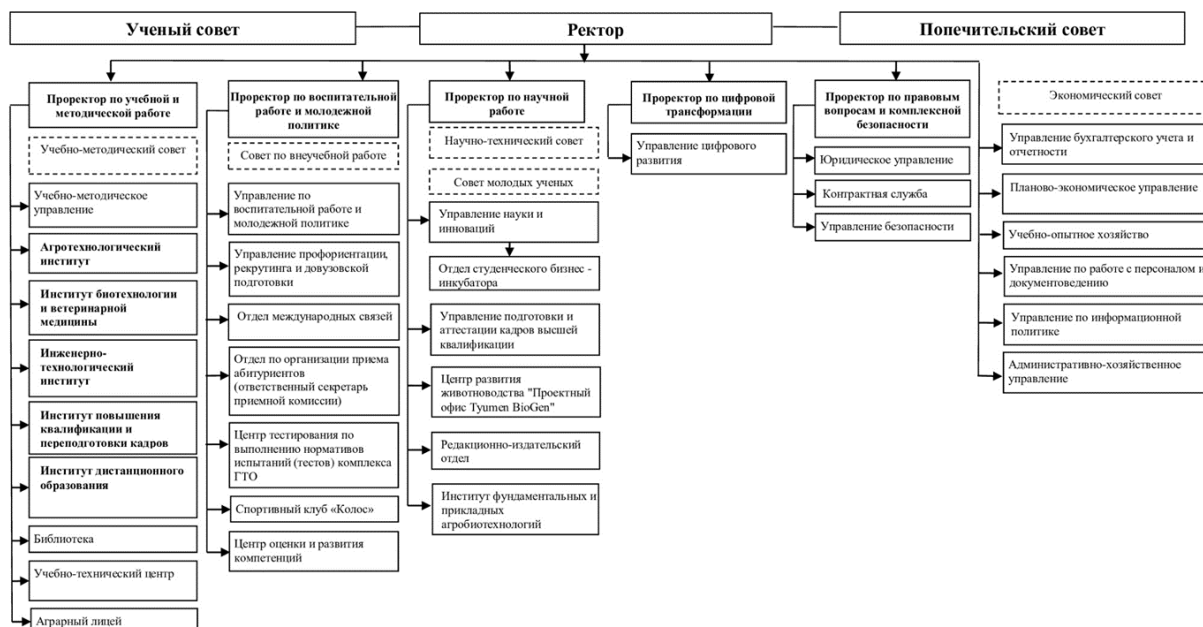 Ученый совет
Ректор
Попечительский совет
Проректор по учебной и
методической работе
Учебно-методический совет
Учебно-методическое
управление
Агротехнологический
институт
Институт биотехнологии
и ветеринарной
медицины
Инженерно-
технологический
институт
Институт повышения
квалификации и
переподготовки кадров
Институт дистанционного
образования
Библиотека
Учебно-технический центр
Аграрный лицей
Проректор по воспитательной
работе и молодежной
политике
Совет по внеучебной работе
Управление по
воспитательной работе и
молодежной политике
Управление профориентации,
рекрутинга и довузовской
подготовки
Отдел международных связей
Отдел по организации приема
абитуриентов
(ответственный секретарь
приемной комиссии)
Центр тестирования по
выполнению нормативов
испытаний (тестов) комплекса
ГТО
Спортивный клуб «Колос»
Центр оценки и развития
компетенций
Проректор по научной
работе
Научно-технический совет
Совет молодых ученых
Управление науки и
инноваций
Отдел студенческого бизнес -
инкубатора
Управление подготовки и
аттестации кадров высшей
квалификации
Центр развития
животноводства "Проектный
офис Tyumen BioGen"
Редакционно-издательский
отдел
Институт фундаментальных и
прикладных
агробиотехнологий
Проректор по цифровой
трансформации
Управление цифрового
развития
Проректор по правовым
вопросам и комплексной
безопасности
Юридическое управление
Контрактная служба
Управление безопасности
Экономический совет
Управление бухгалтерского учета и
отчетности
Планово-экономическое управление
Учебно-опытное хозяйство
Управление по работе с персоналом и
документоведению
Управление по информационной
политике
Административно-хозяйственное
управление